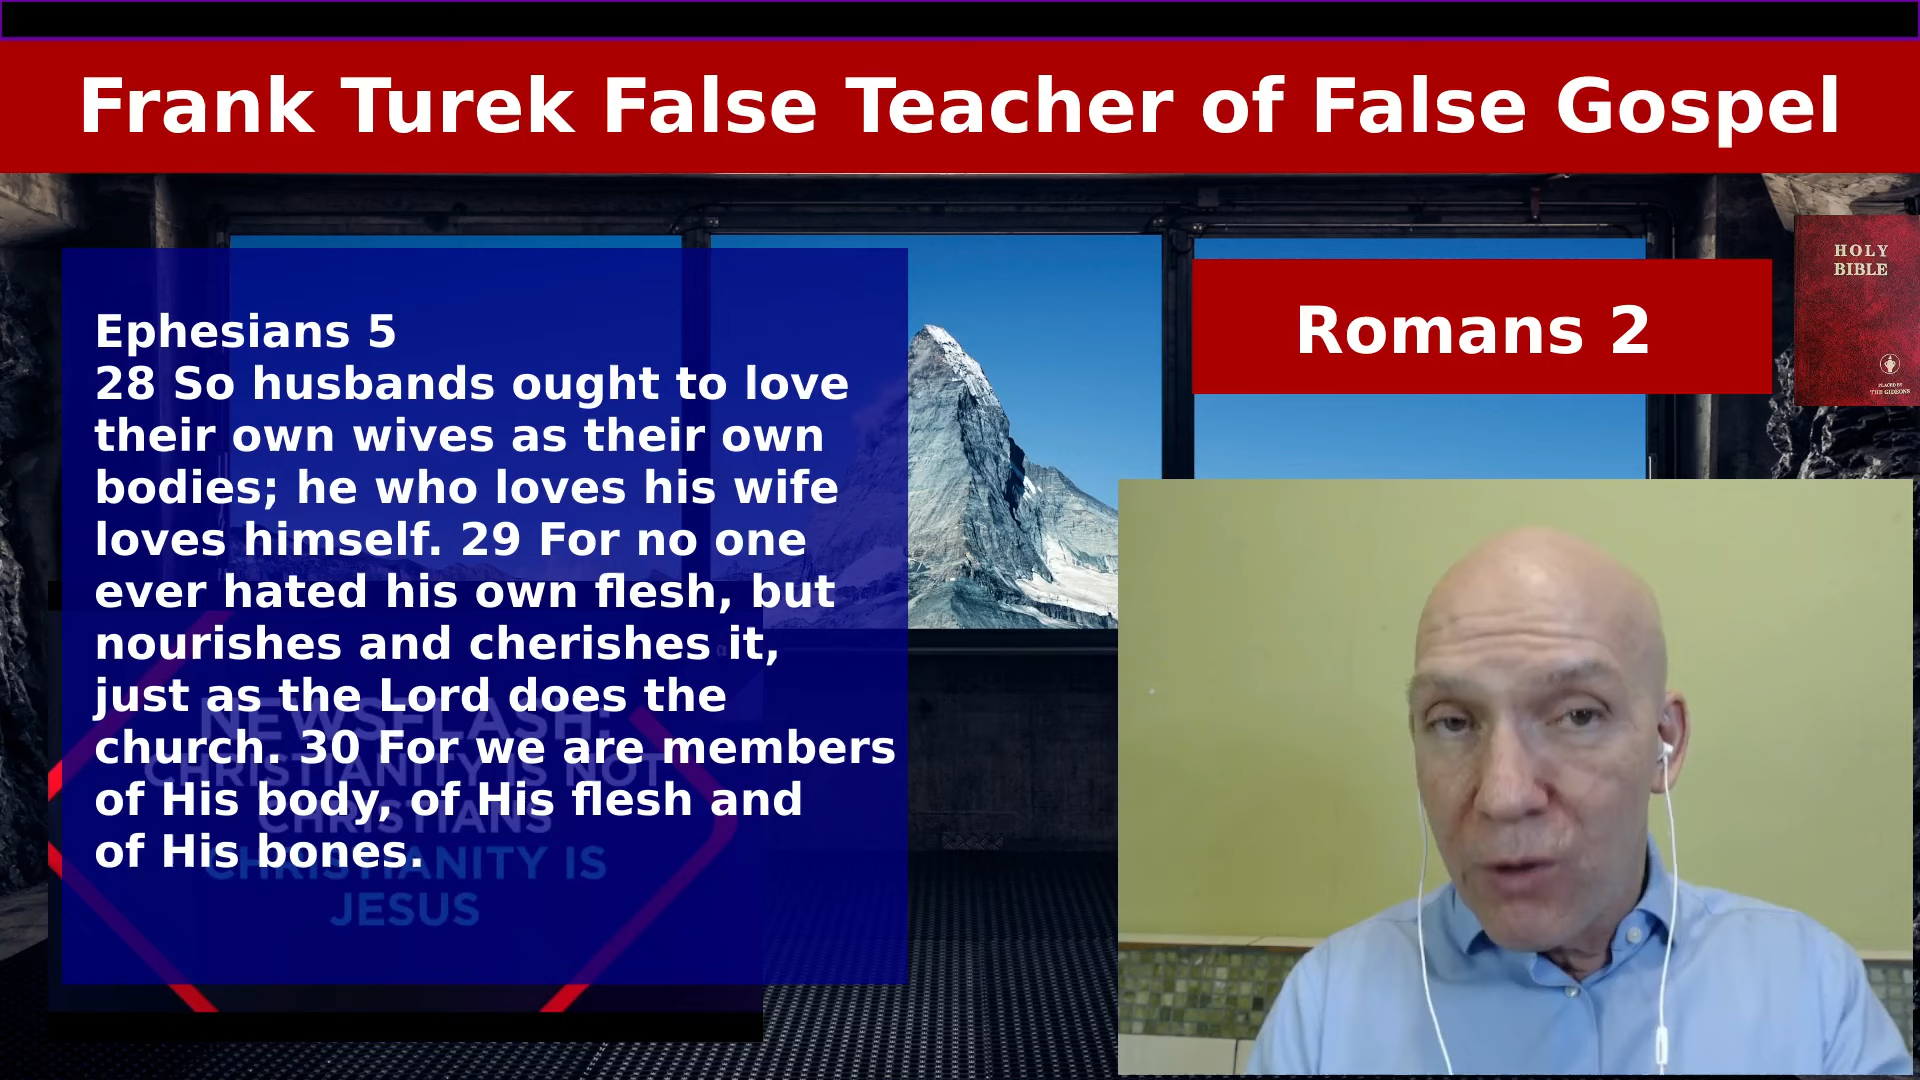 Frank Turek False Teacher of False Gospel
Romans 2
HOLY
BIBLE
PLACED BY
THE GIDEONS
Ephesians 5
28 So husbands ought to love
their own wives as their own
bodies; he who loves his wife
loves himself. 29 For no one
ever hated his own flesh, but
nourishes and cherishes it,
just as the Lord does the
church. 30 For we are members
of His body, of His flesh and
of His bones.
NEWSFLASH:
CHRISTIANITY IS NOT
CHRISTIANS
CHRISTIANITY IS
JESUS